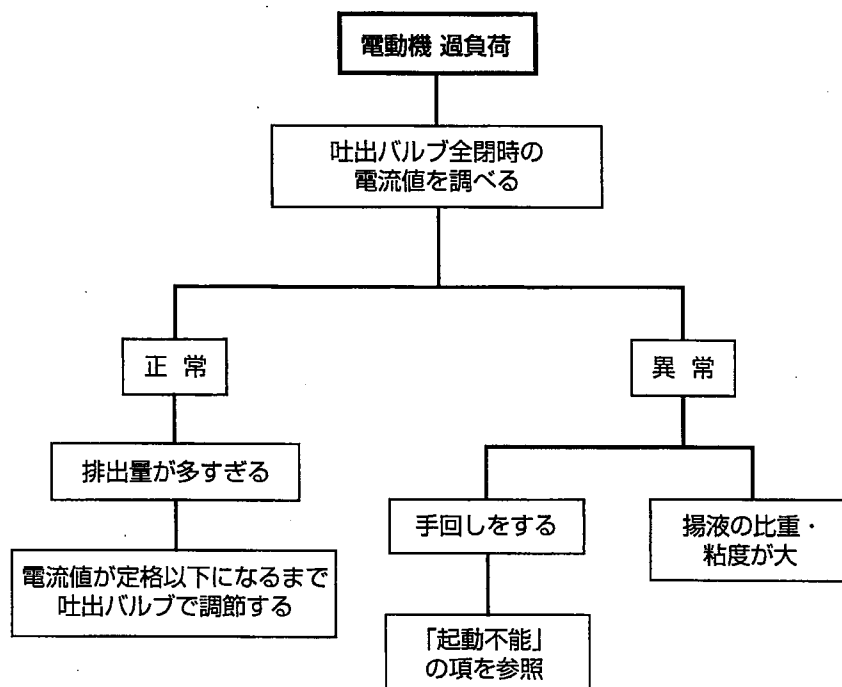 電動機 過負荷
吐出バルブ全閉時の
電流値を調べる
正 常
異 常
排出量が多すぎる
手回しをする
揚液の比重・
粘度が大
電流値が定格以下になるまで
吐出バルブで調節する
「起動不能」
の項を参照